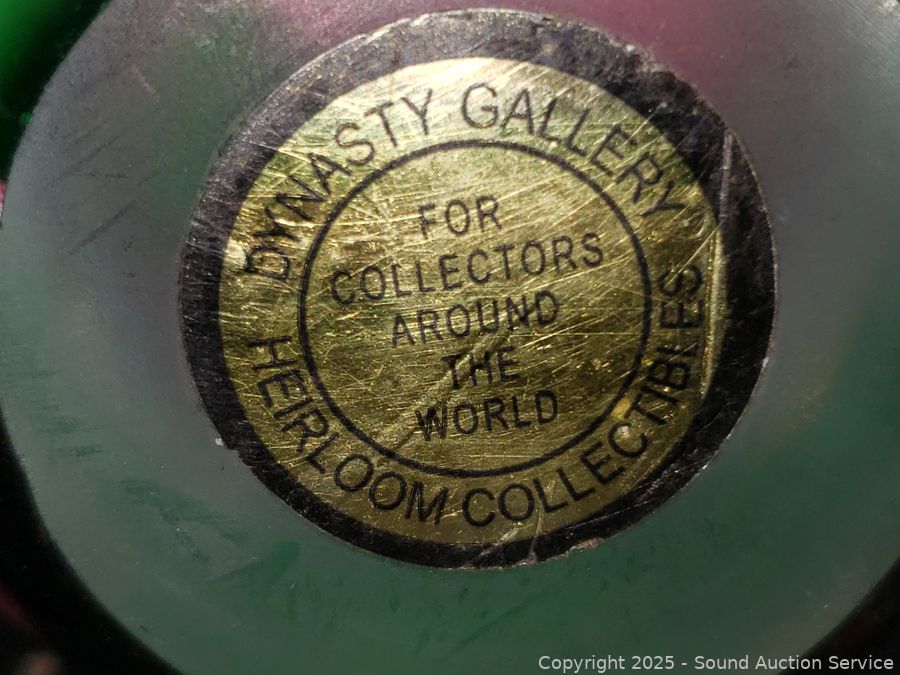 DYNASTY GALLERY
FOR
COLLECTORS
AROUND
THE
WORLD
HEIRLOOM COLLECTIBLES
Copyright © 2025 - Sound Auction Service